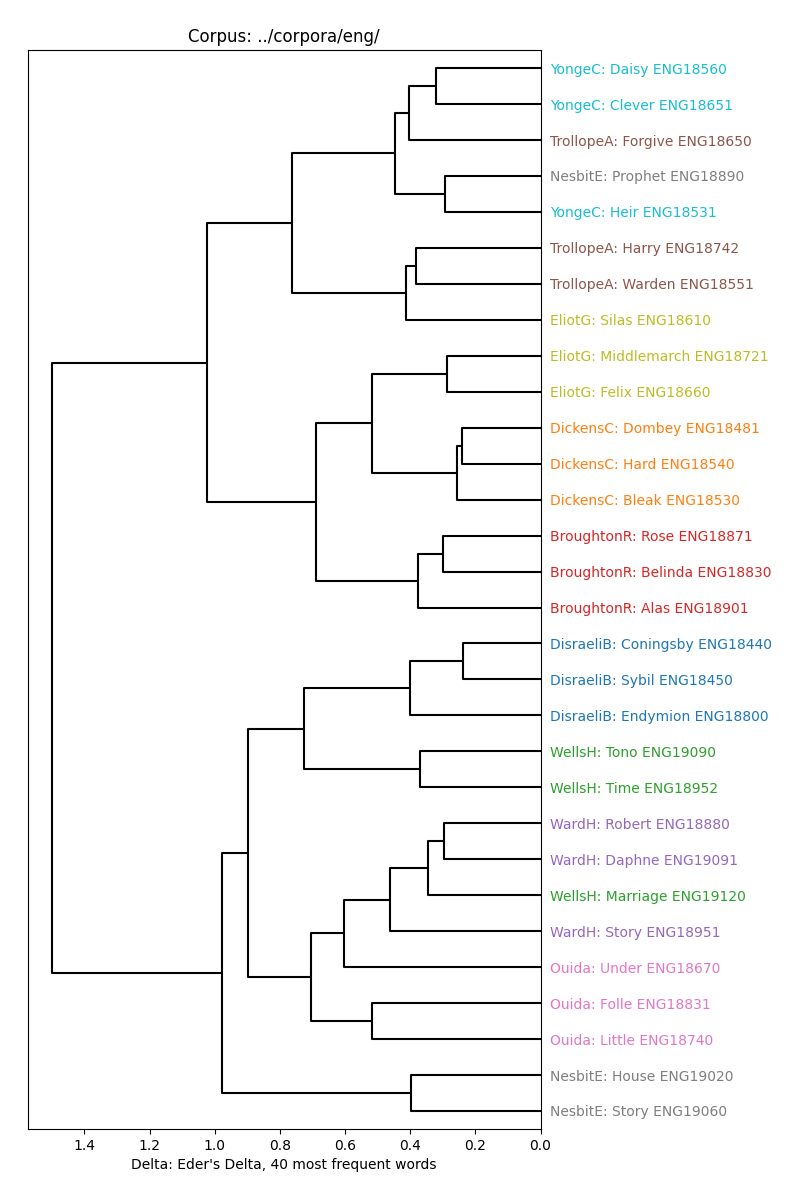 Corpus: ../corpora/eng/
YongeC: Daisy ENG18560
YongeC: Clever ENG18651
TrollopeA: Forgive ENG18650
NesbitE: Prophet ENG18890
YongeC: Heir ENG18531
TrollopeA: Harry ENG18742
TrollopeA: Warden ENG18551
EliotG: Silas ENG18610
EliotG: Middlemarch ENG18721
EliotG: Felix ENG18660
DickensC: Dombey ENG18481
DickensC: Hard ENG18540
DickensC: Bleak ENG18530
BroughtonR: Rose ENG18871
BroughtonR: Belinda ENG18830
BroughtonR: Alas ENG18901
DisraeliB: Coningsby ENG18440
DisraeliB: Sybil ENG18450
DisraeliB: Endymion ENG18800
WellsH: Tono ENG19090
WellsH: Time ENG18952
WardH: Robert ENG18880
WardH: Daphne ENG19091
WellsH: Marriage ENG19120
WardH: Story ENG18951
Ouida: Under ENG18670
Ouida: Folle ENG18831
Ouida: Little ENG18740
NesbitE: House ENG19020
NesbitE: Story ENG19060
1.4 1.2 1.0 0.8 0.6 0.4 0.2 0.0
Delta: Eder's Delta, 40 most frequent words